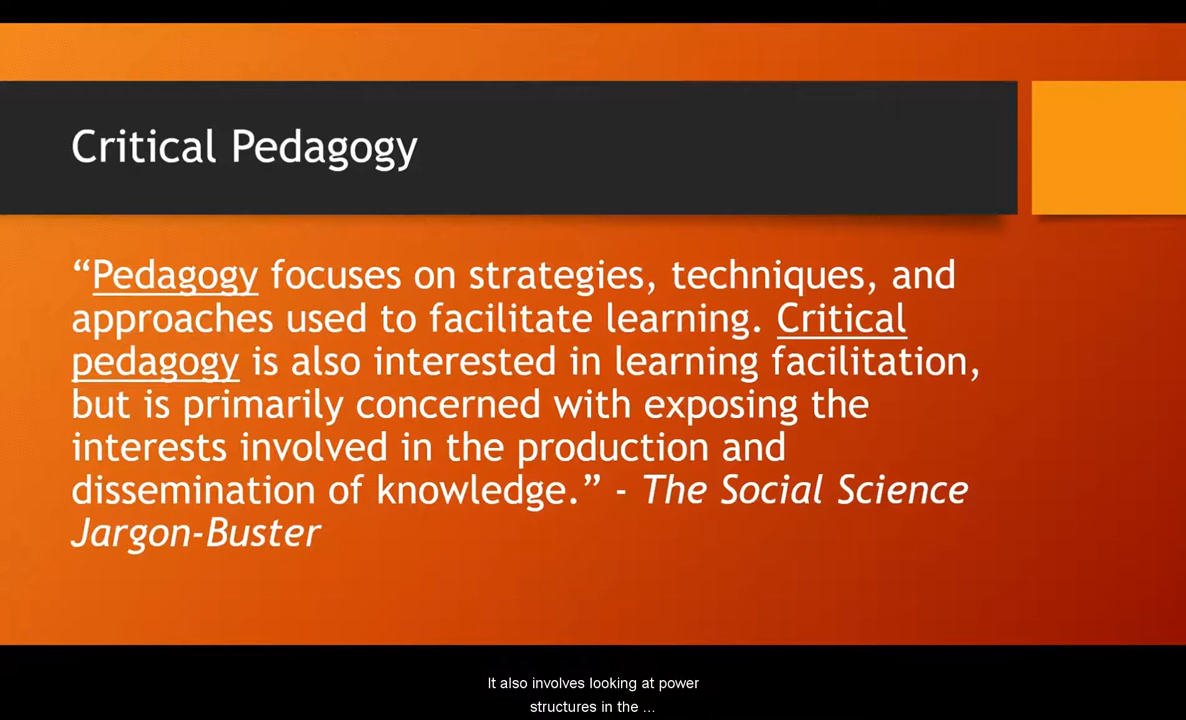 Critical Pedagogy
“Pedagogy focuses on strategies, techniques, and
approaches used to facilitate learning. Critical
pedagogy is also interested in learning facilitation,
but is primarily concerned with exposing the
interests involved in the production and
dissemination of knowledge.” - The Social Science
Jargon-Buster
It also involves looking at power
structures in the ...